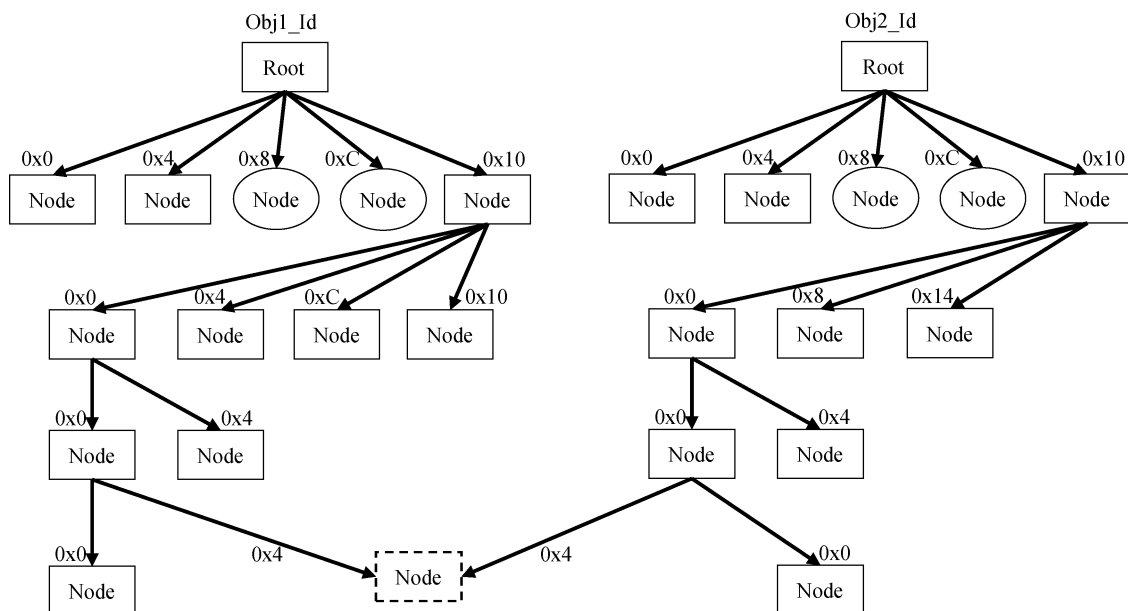 Obj1_Id Obj2_Id
Root Root
0x0 0x4 0x8 0xC 0x10 0x0 0x4 0x8 0xC 0x10
Node Node Node Node Node Node Node Node Node Node
0x0 0x4 0xC 0x10 0x0 0x8 0x14
Node Node Node Node Node Node Node
0x0 0x4 0x0 0x4
Node Node Node Node
0x0 0x4 0x4 0x0
Node Node Node